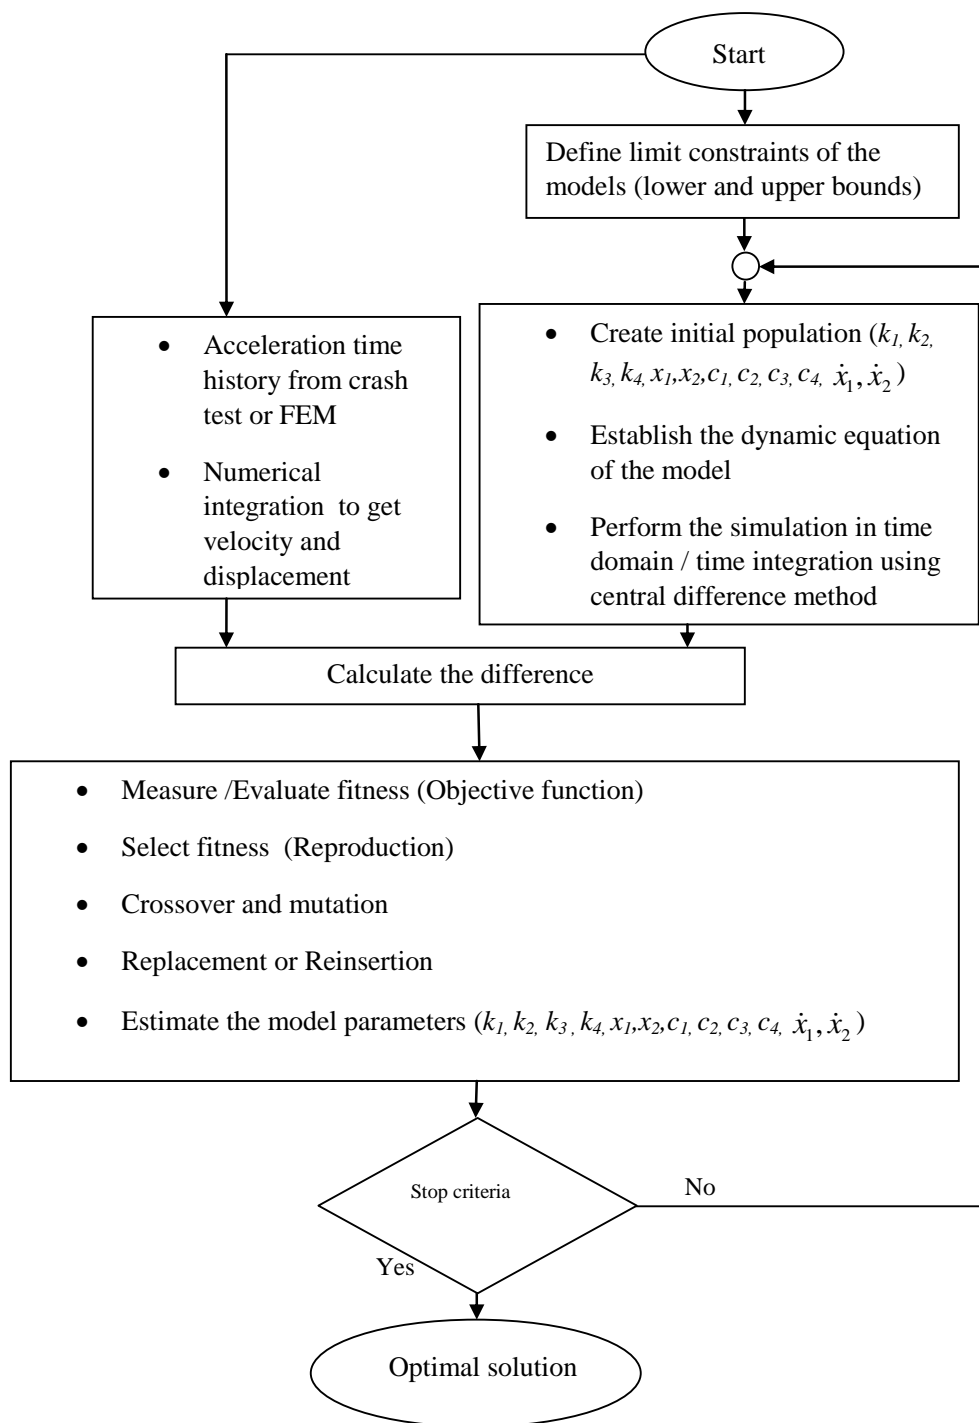 Start
Define limit constraints of the
models (lower and upper bounds)
• Acceleration time
history from crash
test or FEM
• Numerical
integration to get
velocity and
displacement
• Create initial population (k₁, k₂,
k₃, k₄, x₁,x₂,c₁, c₂, c₃, c₄, ẋ₁, ẋ₂ )
• Establish the dynamic equation
of the model
• Perform the simulation in time
domain / time integration using
central difference method
Calculate the difference
• Measure /Evaluate fitness (Objective function)
• Select fitness (Reproduction)
• Crossover and mutation
• Replacement or Reinsertion
• Estimate the model parameters (k₁, k₂, k₃ , k₄, x₁,x₂,c₁, c₂, c₃, c₄, ẋ₁, ẋ₂ )
Stop criteria
No
Yes
Optimal solution